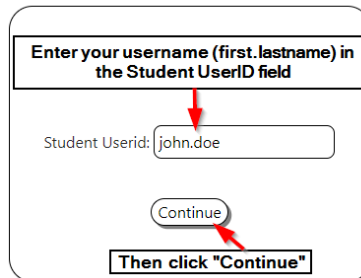 Enter your username (first.lastname) in
the Student UserID field
Student Userid: john.doe
Continue
Then click "Continue"